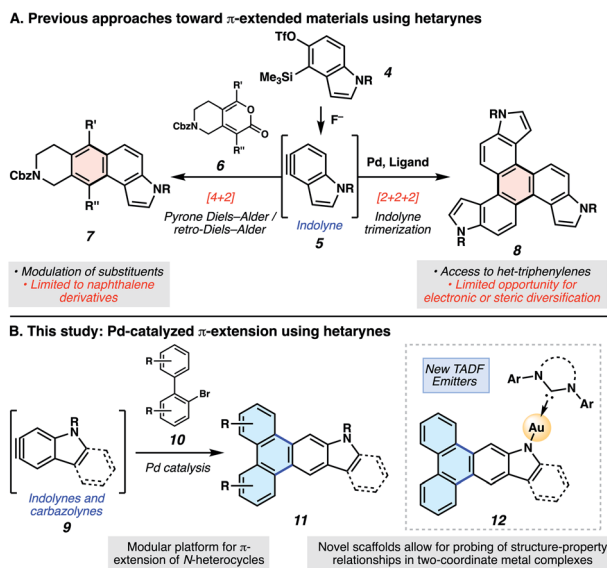 A. Previous approaches toward π-extended materials using hetarynes
TfO
Me3Si
NR
4
R'
O
O
CbzN
R''
6
F–
R'
CbzN
NR
R''
7
[4+2]
Pyrone Diels–Alder /
retro-Diels–Alder
NR
Indolyne
5
Pd, Ligand
[2+2+2]
Indolyne
trimerization
RN
RN
N
R
8
• Modulation of substituents
• Limited to naphthalene
derivatives
• Access to het-triphenylenes
• Limited opportunity for
electronic or steric diversification
B. This study: Pd-catalyzed π-extension using hetarynes
R
N
Indolynes and
carbazolynes
9
R
Br
R
10
Pd catalysis
R
R
R
N
11
New TADF
Emitters
Ar
N
N
Ar
Au
N
12
Modular platform for π-
extension of N-heterocycles
Novel scaffolds allow for probing of structure-property
relationships in two-coordinate metal complexes